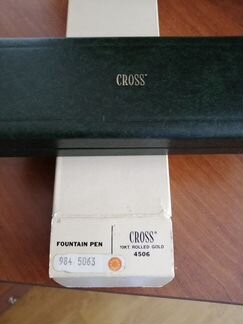 CROSS
FOUNTAIN PEN
CROSS®
10KT. ROLLED GOLD
4506
984.5063